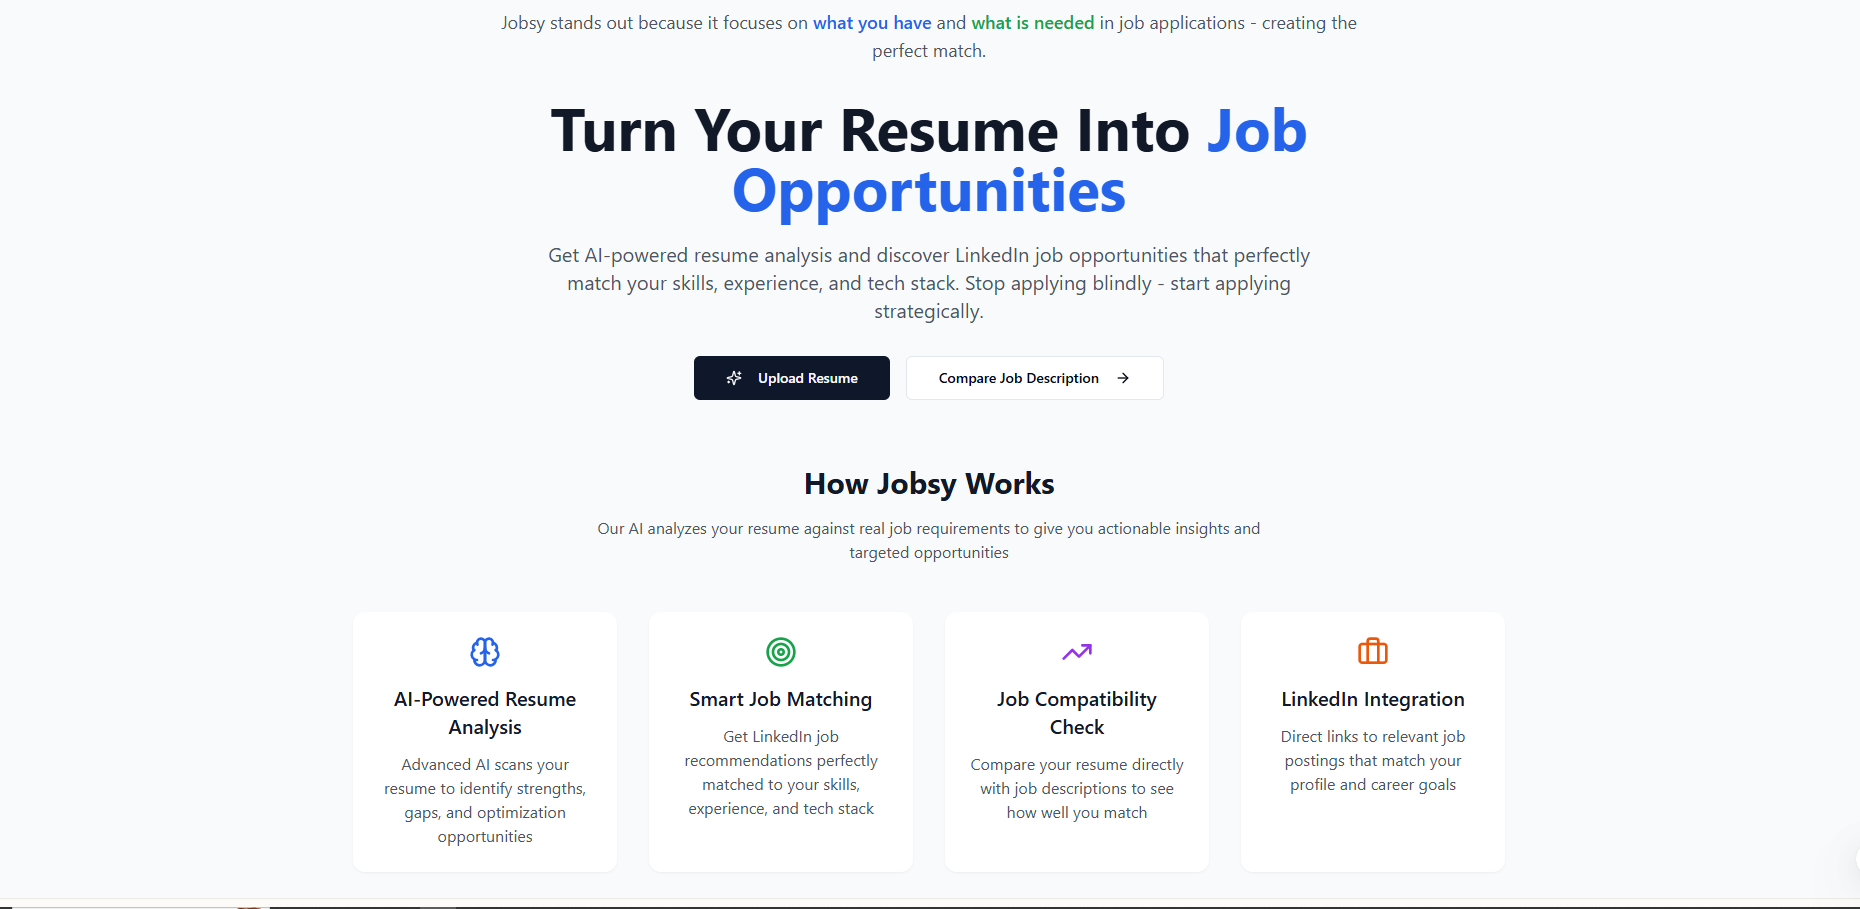 Jobsy stands out because it focuses on what you have and what is needed in job applications - creating the
perfect match.
Turn Your Resume Into Job
Opportunities
Get AI-powered resume analysis and discover LinkedIn job opportunities that perfectly
match your skills, experience, and tech stack. Stop applying blindly - start applying
strategically.
Upload Resume
Compare Job Description
How Jobsy Works
Our AI analyzes your resume against real job requirements to give you actionable insights and
targeted opportunities
AI-Powered Resume
Analysis
Advanced AI scans your
resume to identify strengths,
gaps, and optimization
opportunities
Smart Job Matching
Get LinkedIn job
recommendations perfectly
matched to your skills,
experience, and tech stack
Job Compatibility
Check
Compare your resume directly
with job descriptions to see
how well you match
LinkedIn Integration
Direct links to relevant job
postings that match your
profile and career goals